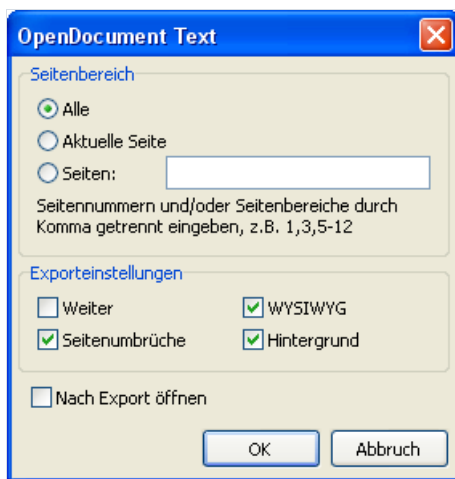 OpenDocument Text
Seitenbereich
Alle
Aktuelle Seite
Seiten:
Seitennummern und/oder Seitenbereiche durch
Komma getrennt eingeben, z.B. 1,3,5-12
Exporteinstellungen
Weiter WYSIWYG
Seitenumbrüche Hintergrund
Nach Export öffnen
OK Abbruch